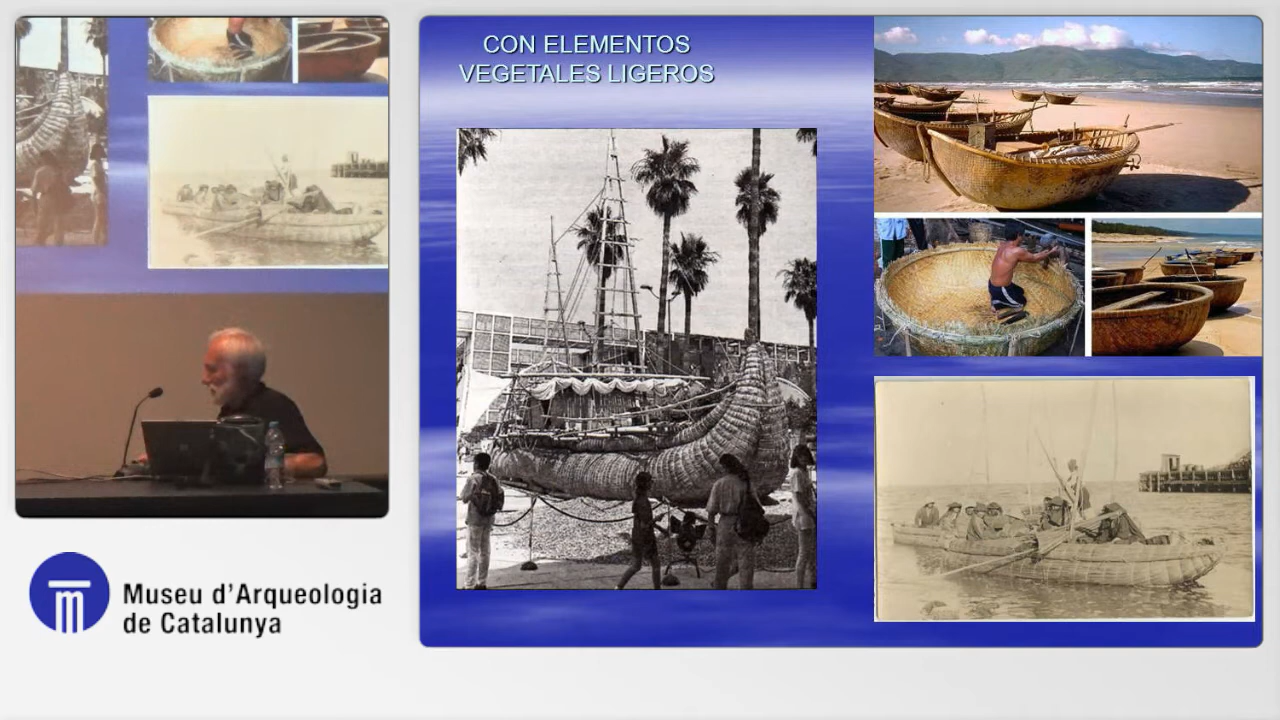 CON ELEMENTOS
VEGETALES LIGEROS
Museu d'Arqueologia
de Catalunya